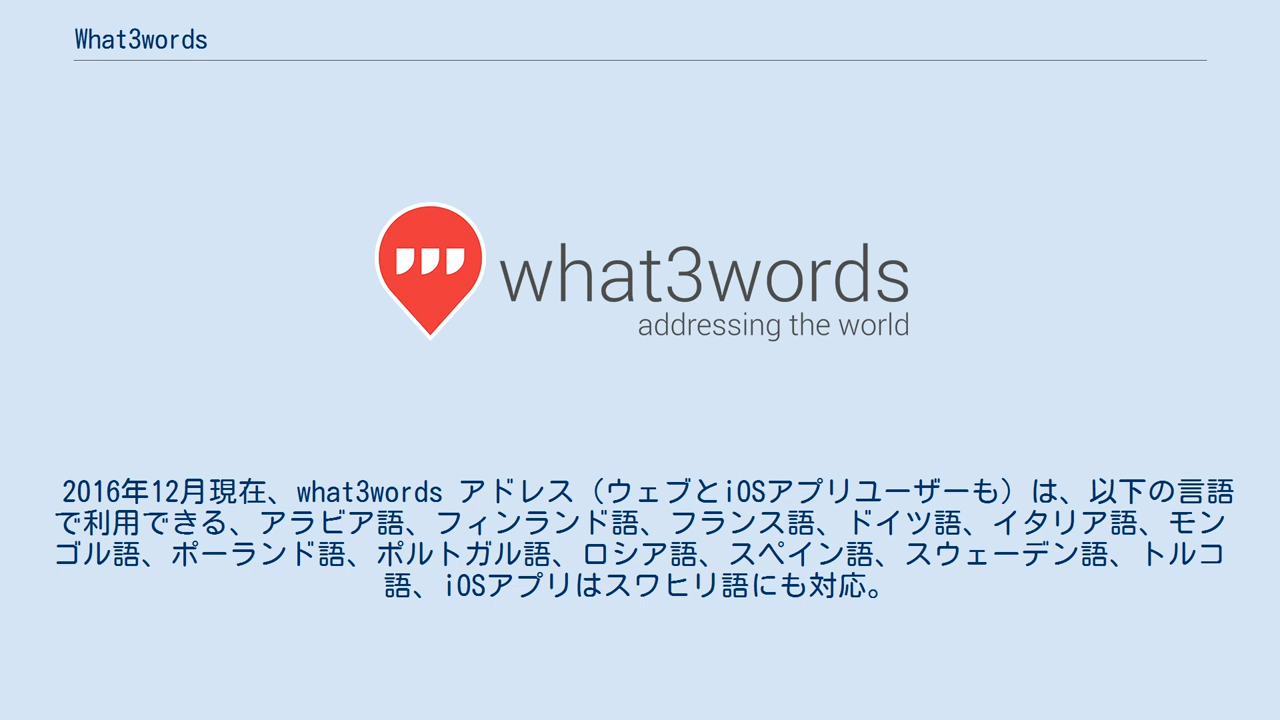 What3words
what3words
addressing the world
2016年12月現在、what3words アドレス（ウェブとiOSアプリユーザーも）は、以下の言語
で利用できる、アラビア語、フィンランド語、フランス語、ドイツ語、イタリア語、モン
ゴル語、ポーランド語、ポルトガル語、ロシア語、スペイン語、スウェーデン語、トルコ
語、iOSアプリはスワヒリ語にも対応。